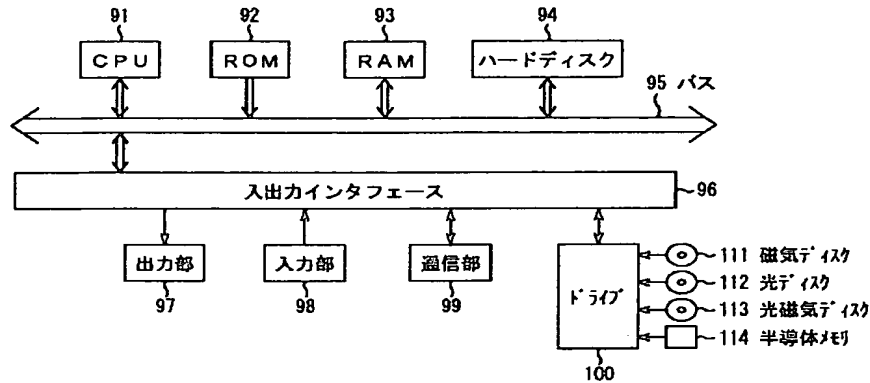 91 92 93 94
CPU ROM RAM ハードディスク
95 バス
入出力インタフェース 96
出力部 入力部 通信部 ドライブ
97 98 99 100
111 磁気ディスク
112 光ディスク
113 光磁気ディスク
114 半導体メモリ